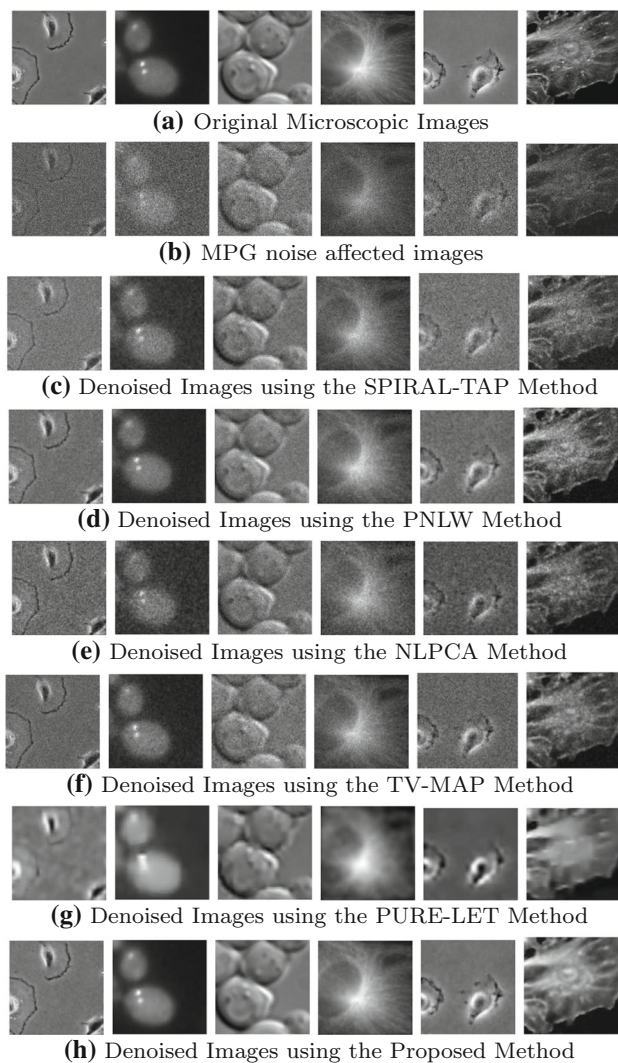 (a) Original Microscopic Images
(b) MPG noise affected images
(c) Denoised Images using the SPIRAL-TAP Method
(d) Denoised Images using the PNLW Method
(e) Denoised Images using the NLPCA Method
(f) Denoised Images using the TV-MAP Method
(g) Denoised Images using the PURE-LET Method
(h) Denoised Images using the Proposed Method